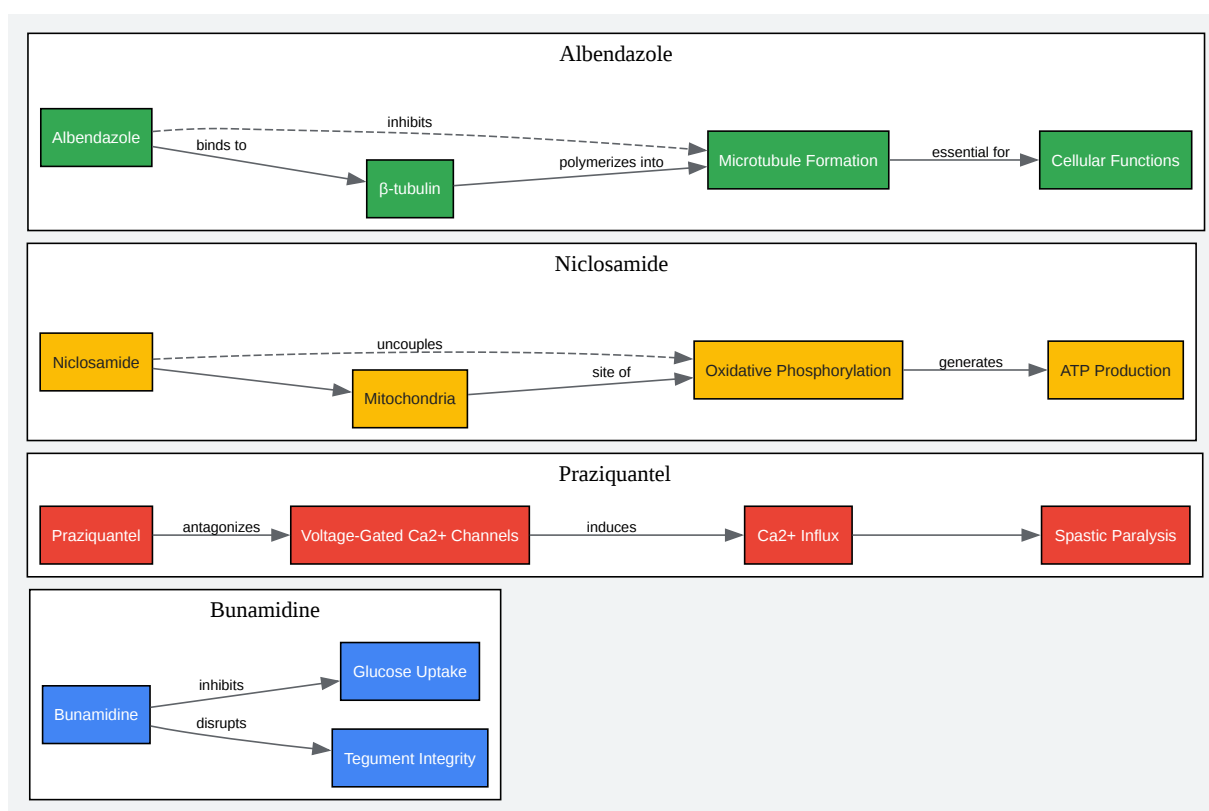 Albendazole
Albendazole
inhibits
binds to
β-tubulin
polymerizes into
Microtubule Formation
essential for
Cellular Functions
Niclosamide
Niclosamide
uncouples
Mitochondria
site of
Oxidative Phosphorylation
generates
ATP Production
Praziquantel
Praziquantel
antagonizes
Voltage-Gated Ca2+ Channels
induces
Ca2+ Influx
Spastic Paralysis
Bunamidine
Bunamidine
inhibits
Glucose Uptake
disrupts
Tegument Integrity